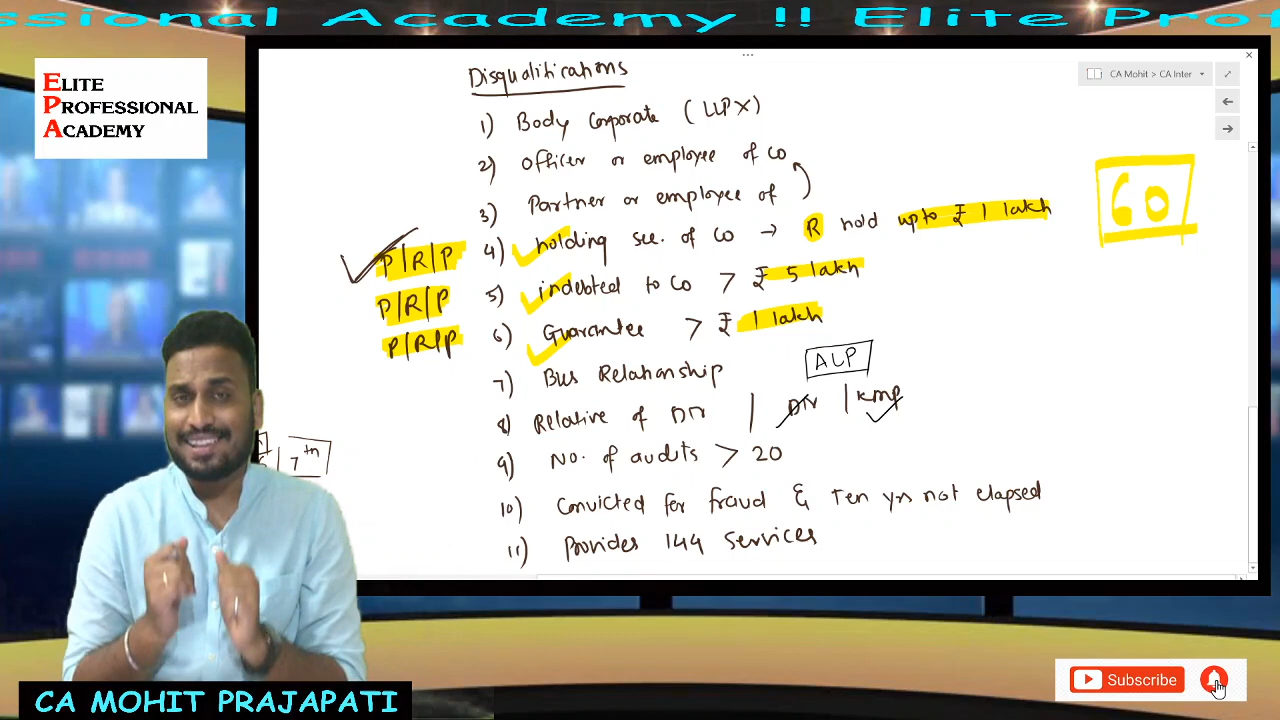 ssional Academy !! Elite Prof
ELITE
PROFESSIONAL
ACADEMY
CA Mohit > CA Inter
Disqualifications
1) Body Corporate (LLP X)
2) Officer or employee of Co
3) Partner or employee of
P/R/P 4) holding sec. of Co → R hold upto ₹ 1 lakh
P/R/P 5) indebted to Co > ₹ 5 lakh
P/R/P 6) Guarantee > ₹ 1 lakh
7) Bus Relationship ALP
8) Relative of Dir | Dir | KMP
9) No. of audits > 20
10) Convicted for fraud & Ten yrs not elapsed
11) Provides 144 services
60
7th
Subscribe
CA MOHIT PRAJAPATI